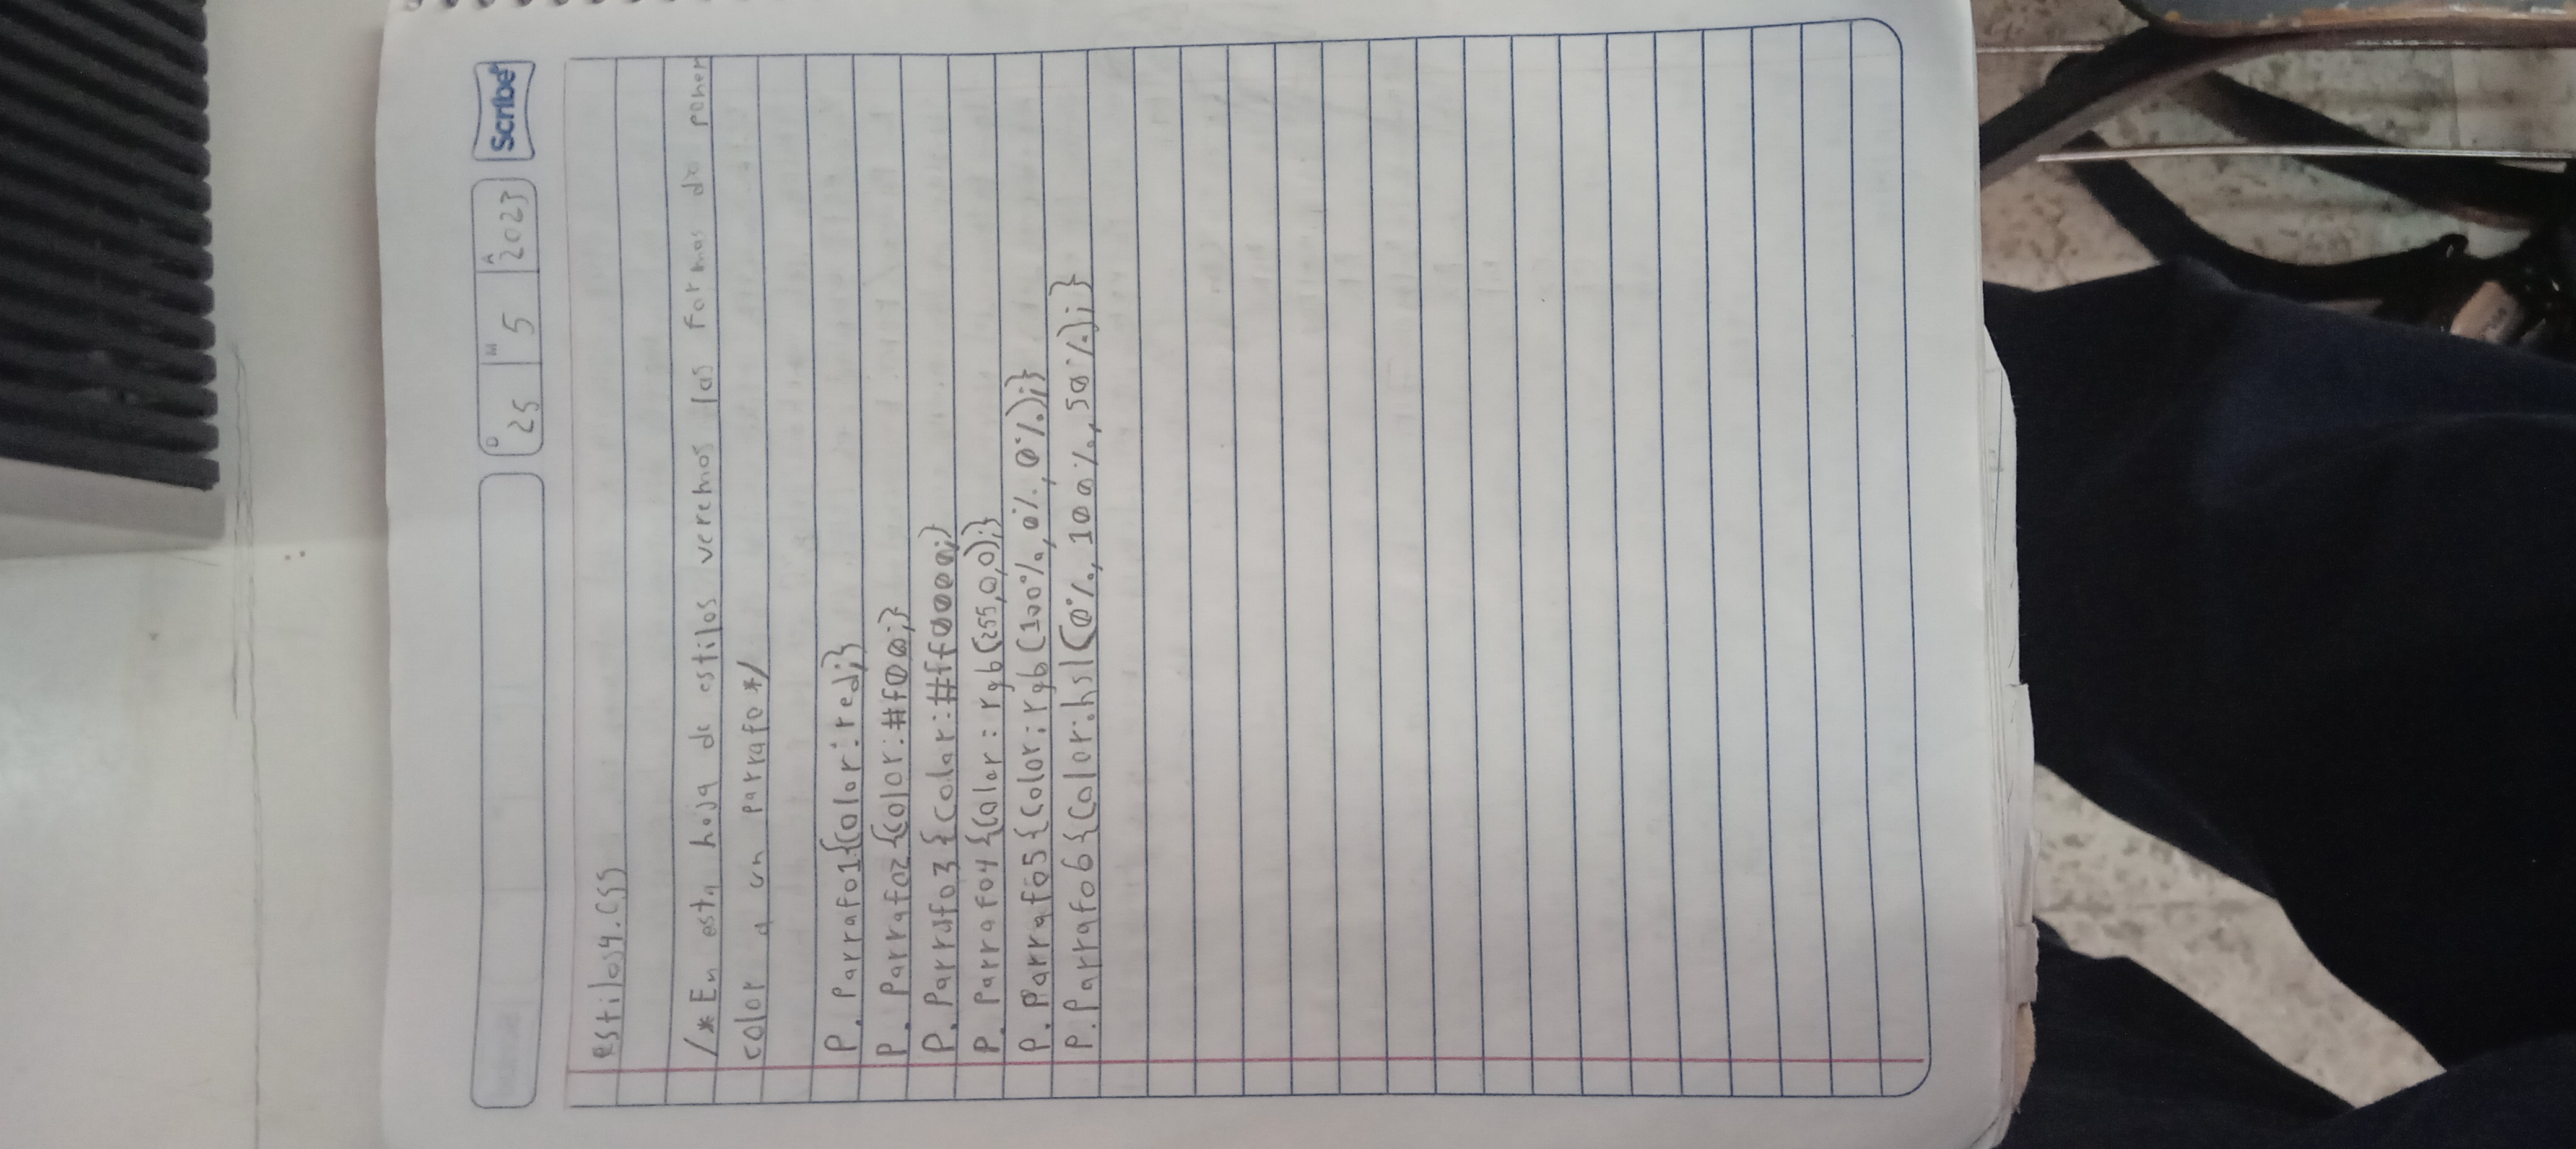 Scribe
D 25 M 5 A 2023
estilos4.css
/* En esta hoja de estilos veremos las formas de poner
color a un parrafo */
P. Parrafo1{Color:red;}
P. Parrafo2{Color:#f00;}
P. Parrafo3{Color:#ff0000;}
P. Parrafo4{Color: rgb(255,0,0);}
P. Parrafo5{Color: rgb(100%,0%,0%);}
P. Parrafo6{Color:hsl(0%,100%,50%);}